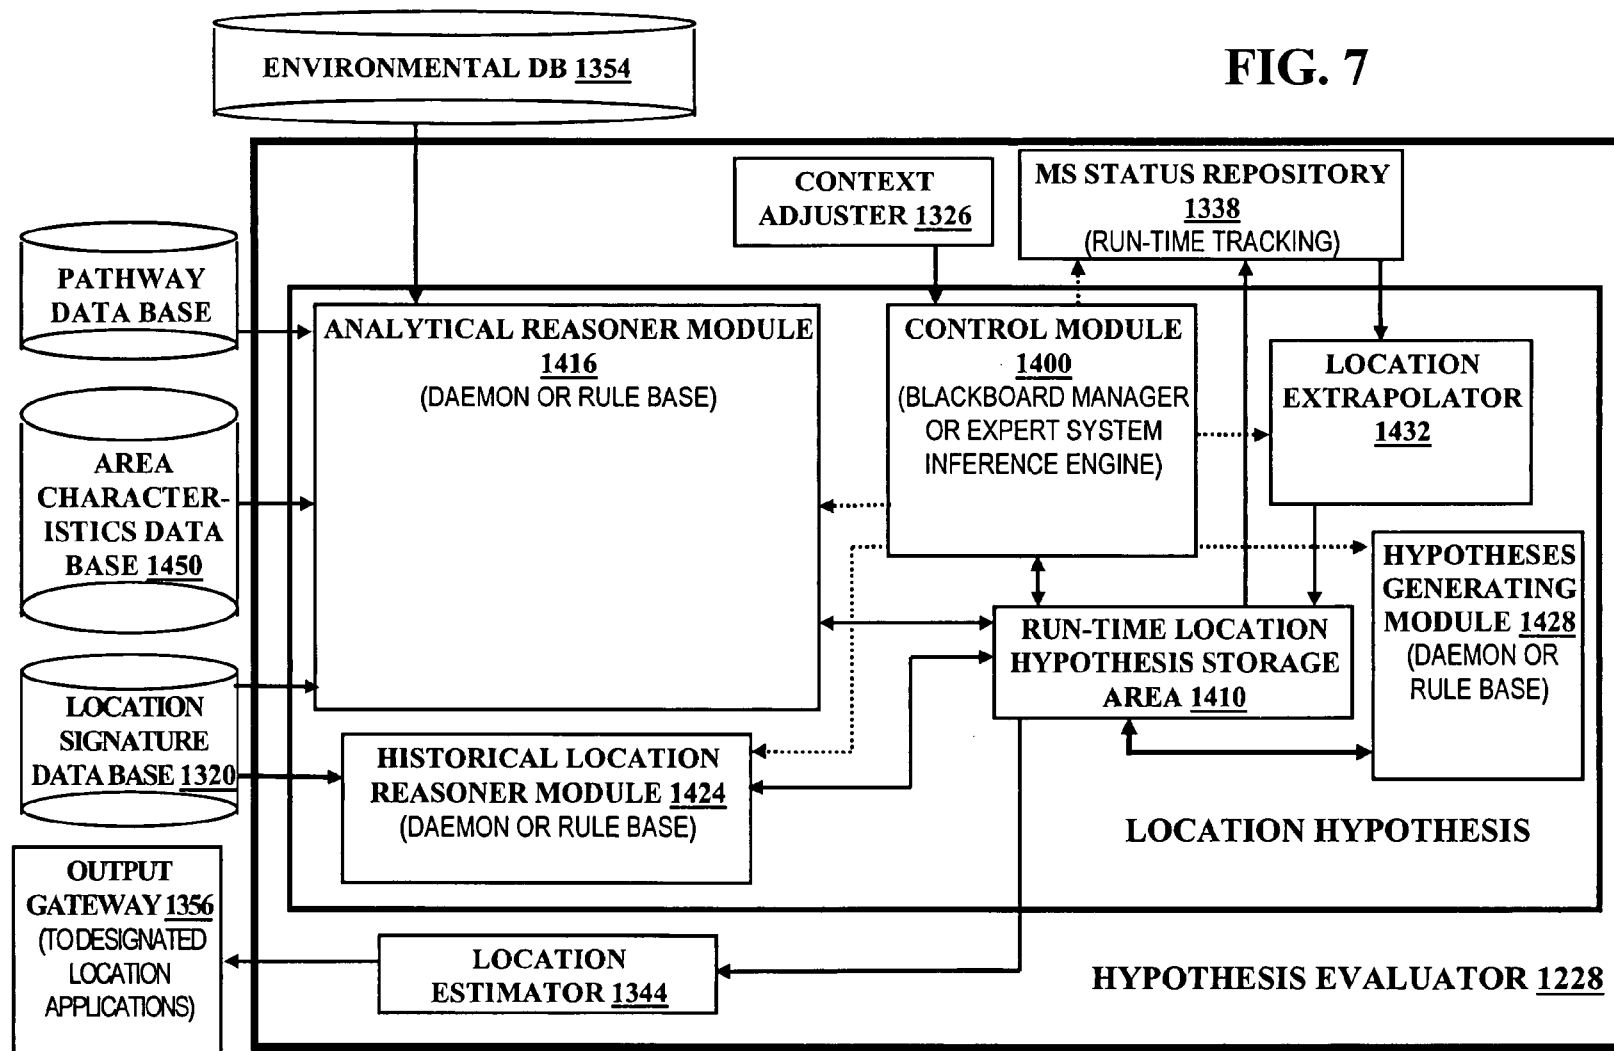 FIG. 7
ENVIRONMENTAL DB 1354
CONTEXT
ADJUSTER 1326
MS STATUS REPOSITORY
1338
(RUN-TIME TRACKING)
PATHWAY
DATA BASE
ANALYTICAL REASONER MODULE
1416
(DAEMON OR RULE BASE)
CONTROL MODULE
1400
(BLACKBOARD MANAGER
OR EXPERT SYSTEM
INFERENCE ENGINE)
LOCATION
EXTRAPOLATOR
1432
AREA
CHARACTER-
ISTICS DATA
BASE 1450
HYPOTHESES
GENERATING
MODULE 1428
(DAEMON OR
RULE BASE)
RUN-TIME LOCATION
HYPOTHESIS STORAGE
AREA 1410
LOCATION
SIGNATURE
DATA BASE 1320
HISTORICAL LOCATION
REASONER MODULE 1424
(DAEMON OR RULE BASE)
LOCATION HYPOTHESIS
OUTPUT
GATEWAY 1356
(TO DESIGNATED
LOCATION
APPLICATIONS)
LOCATION
ESTIMATOR 1344
HYPOTHESIS EVALUATOR 1228